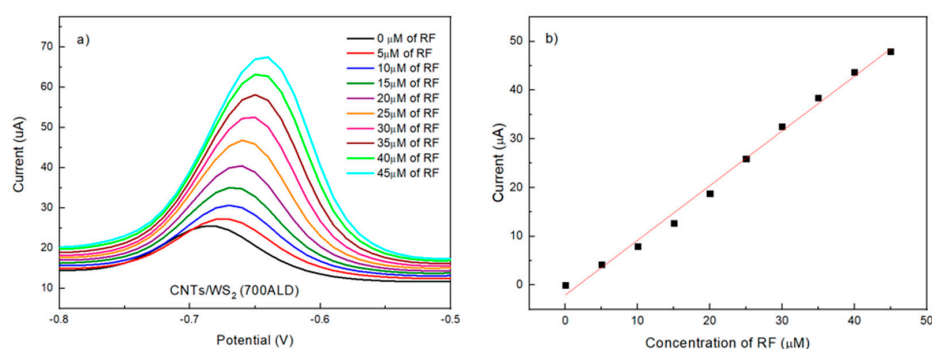 a)
0 μM of RF
5μM of RF
10μM of RF
15μM of RF
20μM of RF
25μM of RF
30μM of RF
35μM of RF
40μM of RF
45μM of RF
70
60
50
40
30
20
10
Current (uA)
CNTs/WS₂ (700ALD)
-0.8
-0.7
-0.6
-0.5
Potential (V)
b)
50
40
30
20
10
0
Current (μA)
0
10
20
30
40
50
Concentration of RF (μM)